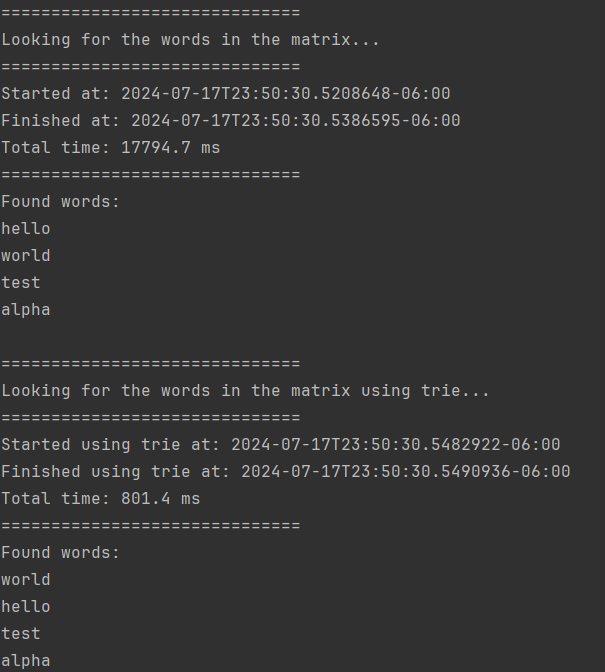 ==============================
Looking for the words in the matrix...
==============================
Started at: 2024-07-17T23:50:30.5208648-06:00
Finished at: 2024-07-17T23:50:30.5386595-06:00
Total time: 17794.7 ms
==============================
Found words:
hello
world
test
alpha

==============================
Looking for the words in the matrix using trie...
==============================
Started using trie at: 2024-07-17T23:50:30.5482922-06:00
Finished using trie at: 2024-07-17T23:50:30.5490936-06:00
Total time: 801.4 ms
==============================
Found words:
world
hello
test
alpha